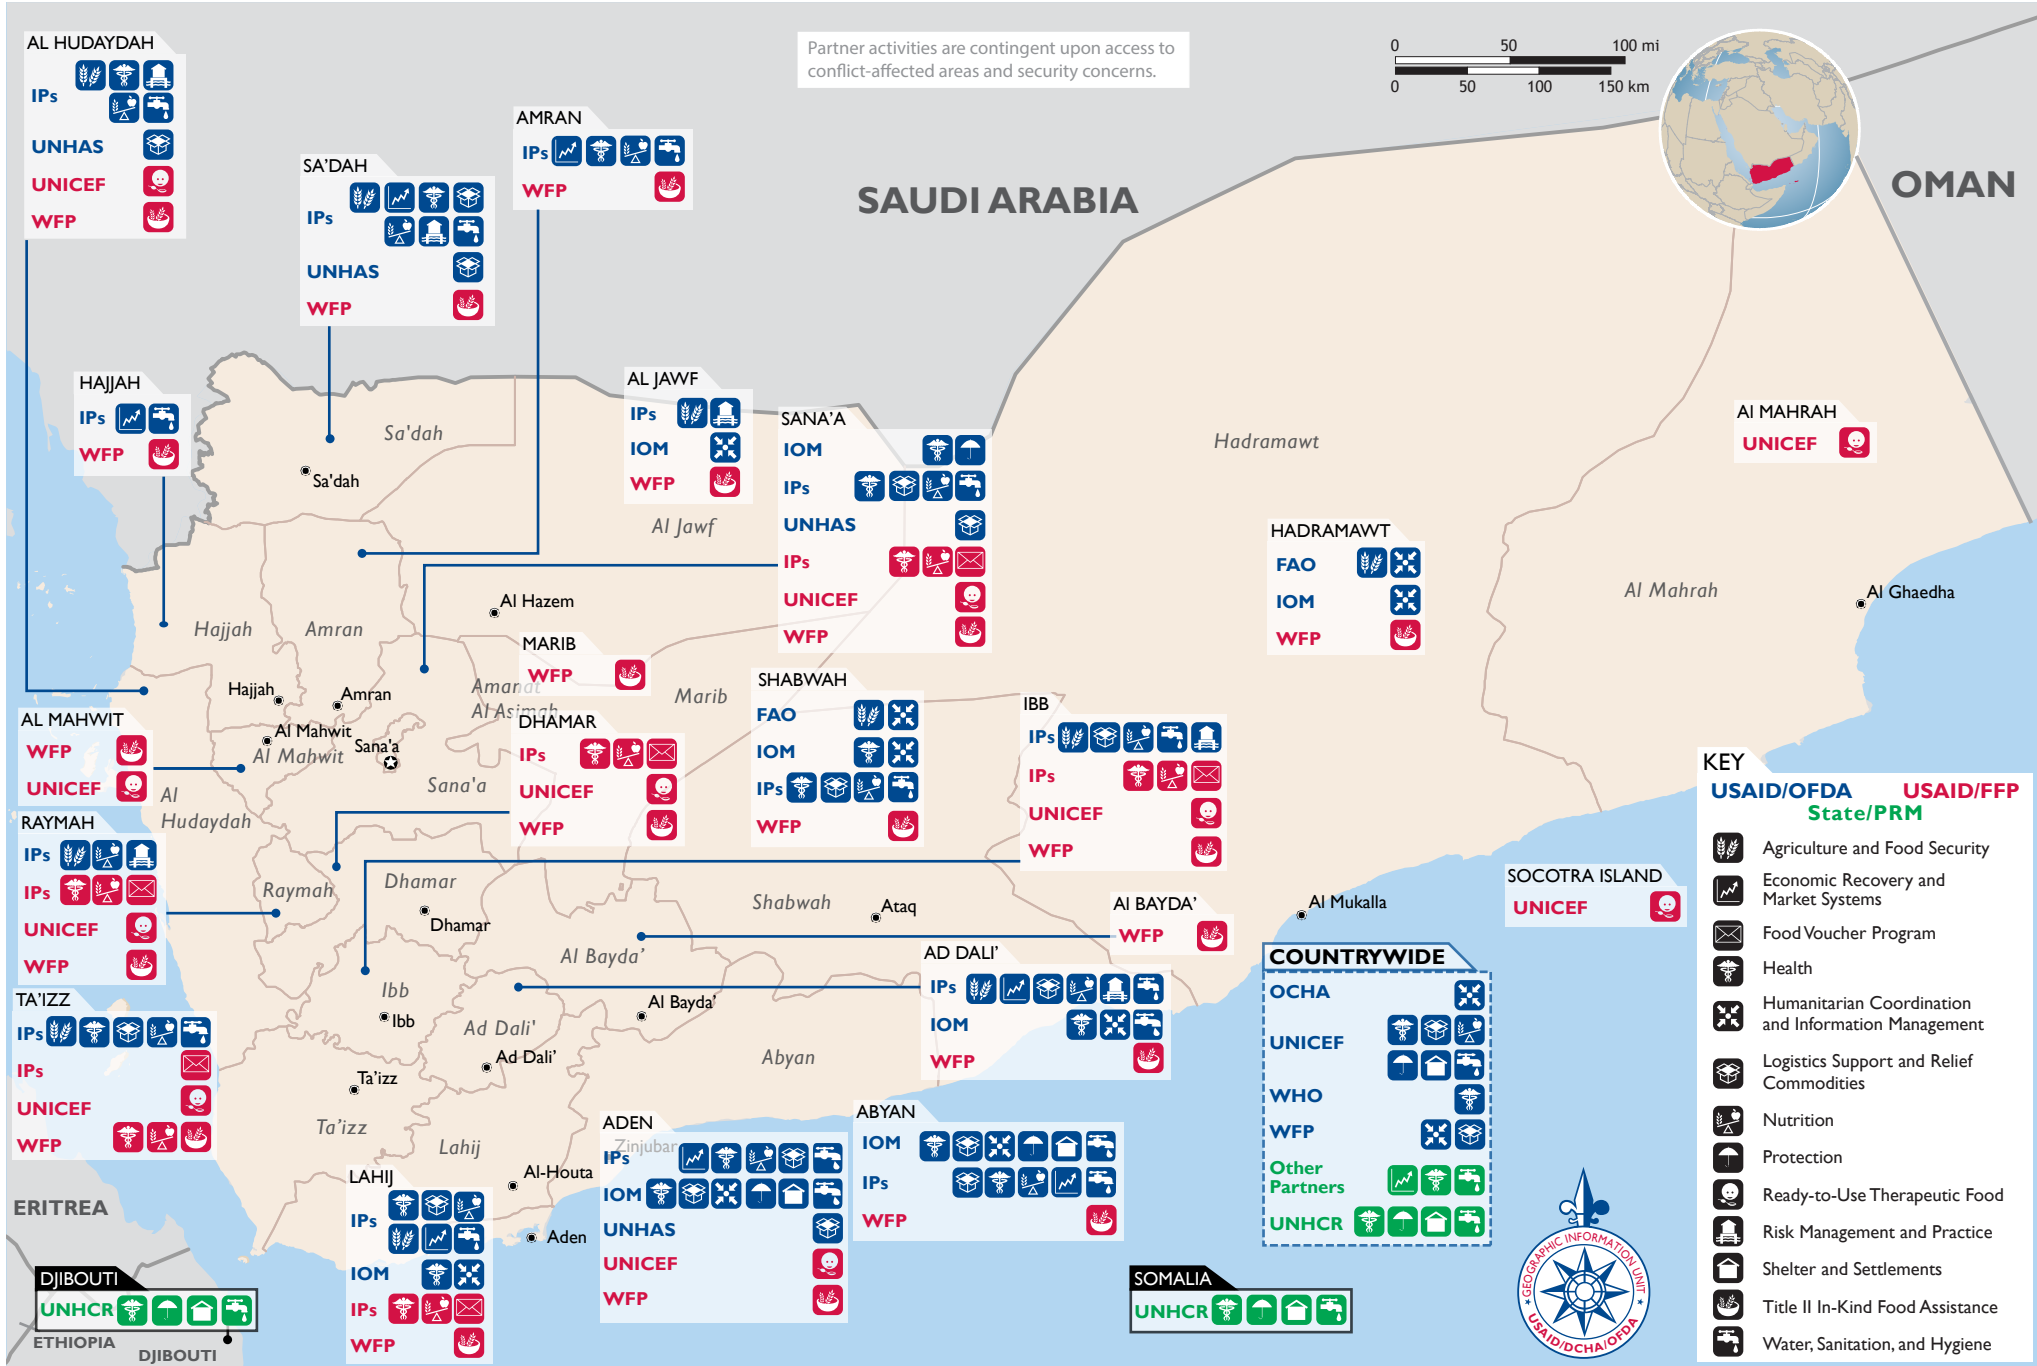 Partner activities are contingent upon access to
conflict-affected areas and security concerns.
0 50 100 mi
0 50 100 150 km
SAUDI ARABIA
OMAN
AL HUDAYDAH
IPs
UNHAS
UNICEF
WFP
SA'DAH
IPs
UNHAS
WFP
AMRAN
IPs
WFP
HAJJAH
IPs
WFP
AL JAWF
IPs
IOM
WFP
SANA'A
IOM
IPs
UNHAS
IPs
UNICEF
WFP
Al MAHRAH
UNICEF
HADRAMAWT
FAO
IOM
WFP
MARIB
WFP
SHABWAH
FAO
IOM
IPs
WFP
DHAMAR
IPs
UNICEF
WFP
IBB
IPs
IPs
UNICEF
WFP
AL MAHWIT
WFP
UNICEF
RAYMAH
IPs
IPs
UNICEF
WFP
TA'IZZ
IPs
IPs
UNICEF
WFP
Al BAYDA'
WFP
AD DALI'
IPs
IOM
WFP
SOCOTRA ISLAND
UNICEF
LAHIJ
IPs
IOM
IPs
WFP
ADEN
IPs
IOM
UNHAS
UNICEF
WFP
ABYAN
IOM
IPs
WFP
COUNTRYWIDE
OCHA
UNICEF
WHO
WFP
Other
Partners
UNHCR
DJIBOUTI
UNHCR
SOMALIA
UNHCR
ERITREA
ETHIOPIA
DJIBOUTI
Sa'dah
Sa'dah
Al Jawf
Hadramawt
Al Mahrah
Al Ghaedha
Al Hazem
Hajjah
Amran
Hajjah
Amran
Amanat
Al Asimah
Marib
Al Mahwit
Al Mahwit
Sana'a
Sana'a
Al
Hudaydah
Raymah
Dhamar
Dhamar
Shabwah
Ataq
Al Mukalla
Al Bayda'
Al Bayda'
Ibb
Ibb
Ad Dali'
Ad Dali'
Abyan
Ta'izz
Ta'izz
Lahij
Al-Houta
Zinjubar
Aden
KEY
USAID/OFDA USAID/FFP
State/PRM
Agriculture and Food Security
Economic Recovery and
Market Systems
Food Voucher Program
Health
Humanitarian Coordination
and Information Management
Logistics Support and Relief
Commodities
Nutrition
Protection
Ready-to-Use Therapeutic Food
Risk Management and Practice
Shelter and Settlements
Title II In-Kind Food Assistance
Water, Sanitation, and Hygiene
GEOGRAPHIC INFORMATION UNIT
USAID/DCHA/OFDA